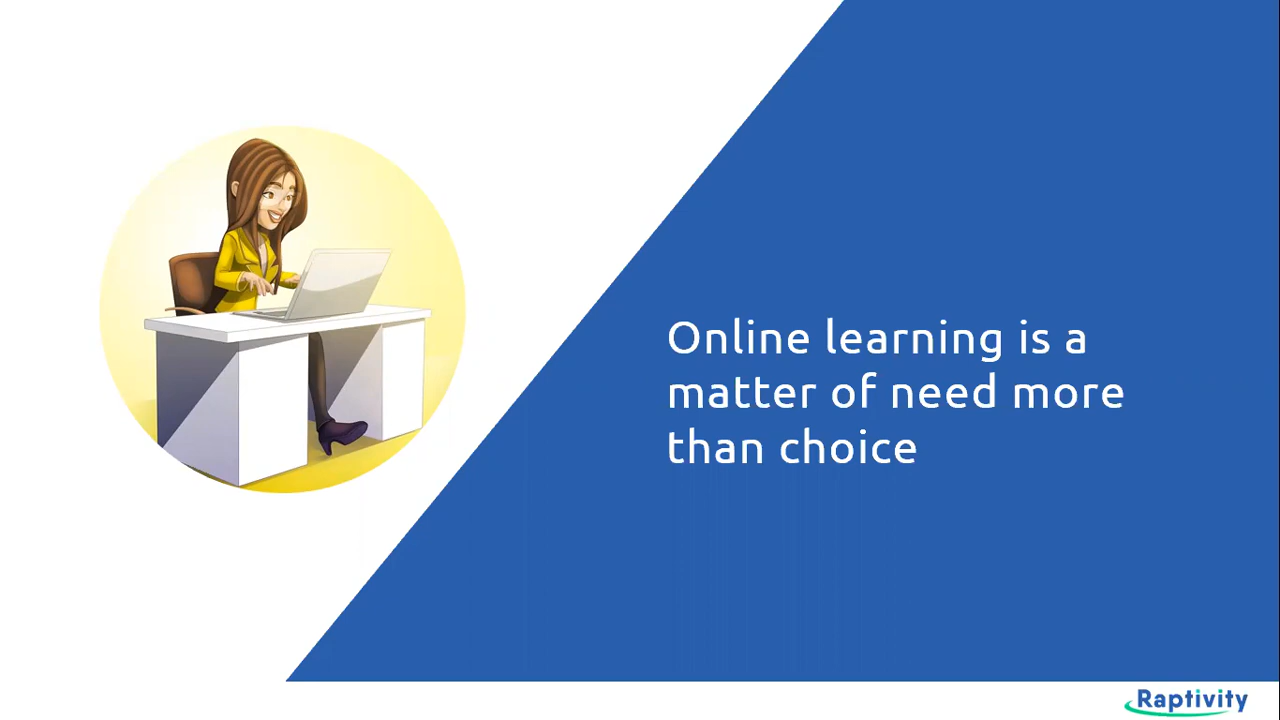 Online learning is a
matter of need more
than choice
Raptivity